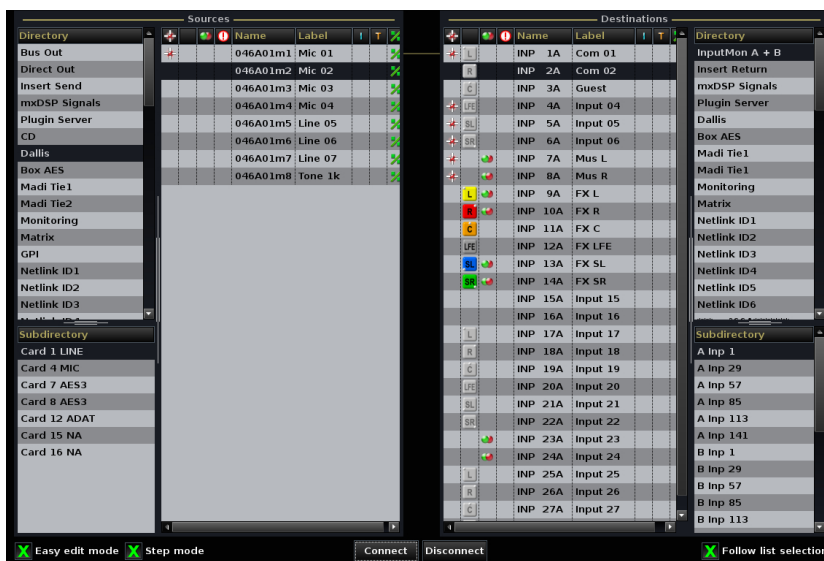 Sources
Destinations
Directory
Bus Out
Direct Out
Insert Send
mxDSP Signals
Plugin Server
CD
Dallis
Box AES
Madi Tie1
Madi Tie2
Monitoring
Matrix
GPI
Netlink ID1
Netlink ID2
Netlink ID3
Subdirectory
Card 1 LINE
Card 4 MIC
Card 7 AES3
Card 8 AES3
Card 12 ADAT
Card 15 NA
Card 16 NA
Name Label ! T
046A01m1 Mic 01
046A01m2 Mic 02
046A01m3 Mic 03
046A01m4 Mic 04
046A01m5 Line 05
046A01m6 Line 06
046A01m7 Line 07
046A01m8 Tone 1k
Name Label ! T
L INP 1A Com 01
R INP 2A Com 02
C INP 3A Guest
LFE INP 4A Input 04
SL INP 5A Input 05
SR INP 6A Input 06
INP 7A Mus L
INP 8A Mus R
L INP 9A FX L
R INP 10A FX R
C INP 11A FX C
LFE INP 12A FX LFE
SL INP 13A FX SL
SR INP 14A FX SR
INP 15A Input 15
INP 16A Input 16
L INP 17A Input 17
R INP 18A Input 18
C INP 19A Input 19
LFE INP 20A Input 20
SL INP 21A Input 21
SR INP 22A Input 22
INP 23A Input 23
INP 24A Input 24
L INP 25A Input 25
R INP 26A Input 26
C INP 27A Input 27
Directory
InputMon A + B
Insert Return
mxDSP Signals
Plugin Server
Dallis
Box AES
Madi Tie1
Madi Tie1
Monitoring
Matrix
Netlink ID1
Netlink ID2
Netlink ID3
Netlink ID4
Netlink ID5
Netlink ID6
Subdirectory
A Inp 1
A Inp 29
A Inp 57
A Inp 85
A Inp 113
A Inp 141
B Inp 1
B Inp 29
B Inp 57
B Inp 85
B Inp 113
X Easy edit mode X Step mode
Connect Disconnect
X Follow list selection